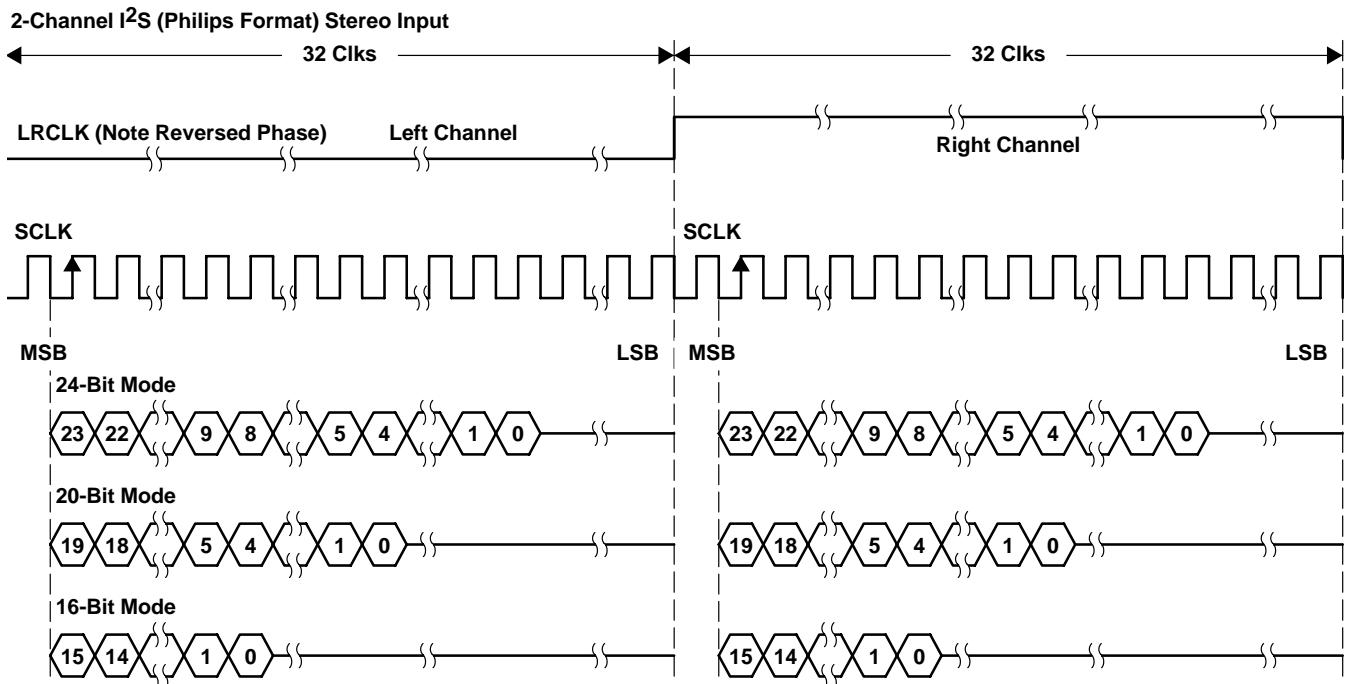 2-Channel I2S (Philips Format) Stereo Input
32 Clks 32 Clks
LRCLK (Note Reversed Phase) Left Channel
Right Channel
SCLK SCLK
MSB LSB MSB LSB
24-Bit Mode
23 22 9 8 5 4 1 0 23 22 9 8 5 4 1 0
20-Bit Mode
19 18 5 4 1 0 19 18 5 4 1 0
16-Bit Mode
15 14 1 0 15 14 1 0